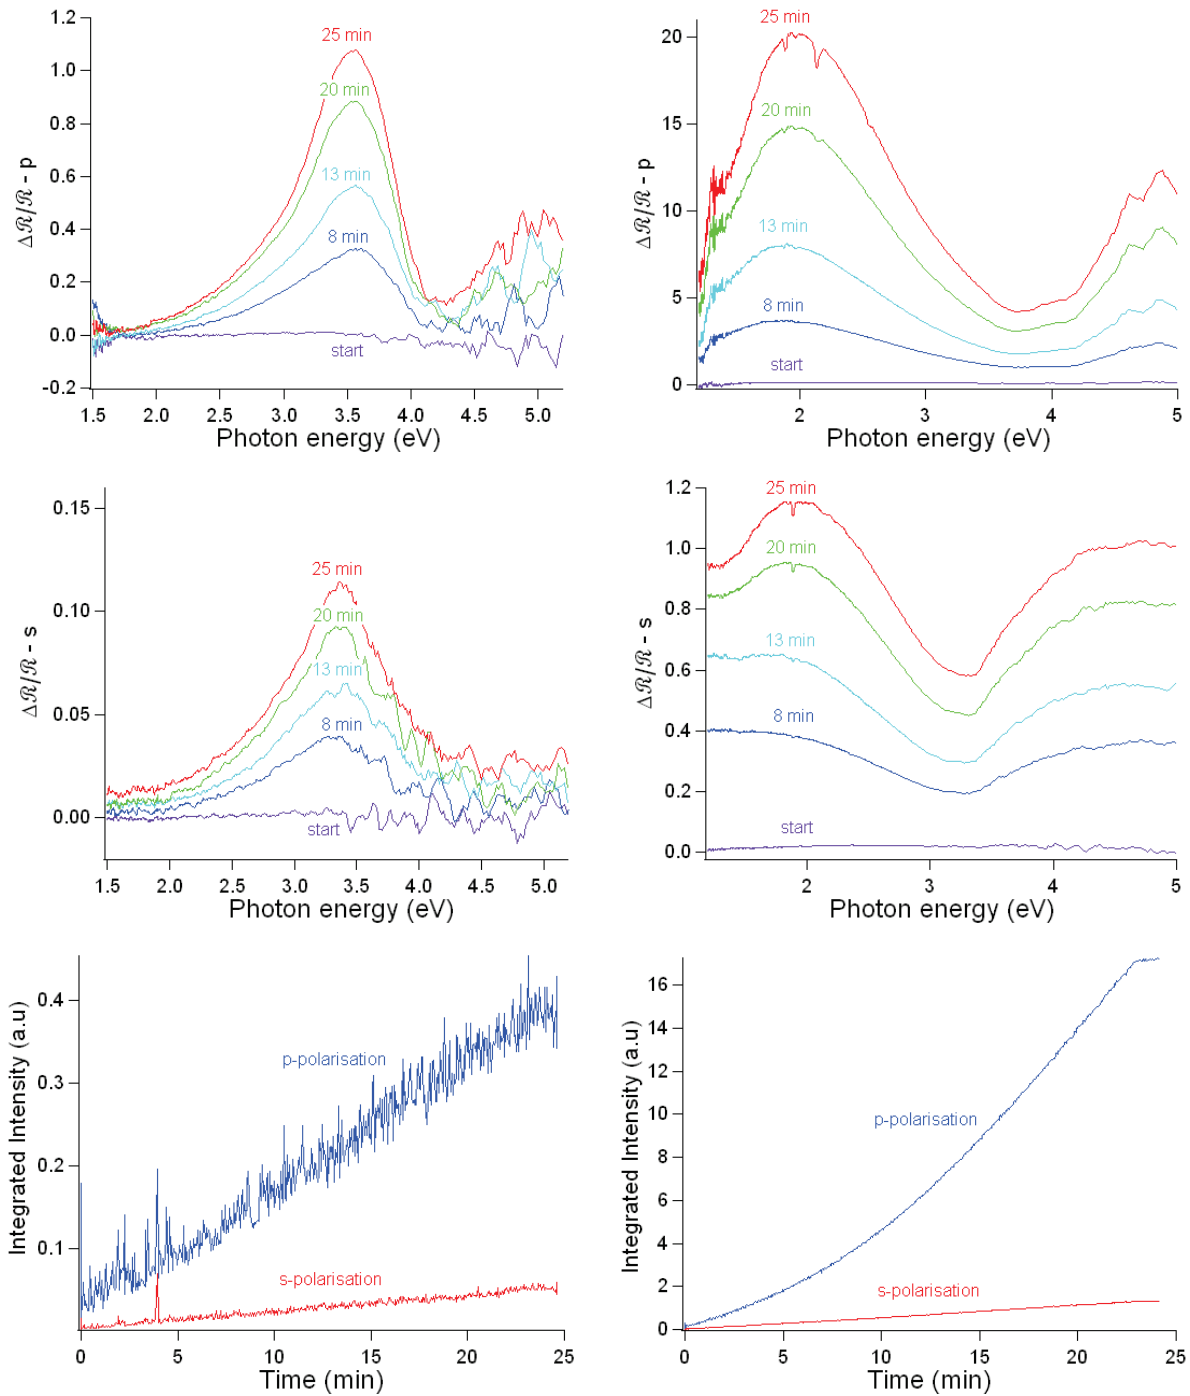 1.2
1.0
0.8
0.6
0.4
0.2
0.0
-0.2
Δℛ/ℛ - p
25 min
20 min
13 min
8 min
start
1.5 2.0 2.5 3.0 3.5 4.0 4.5 5.0
Photon energy (eV)
20
15
10
5
0
Δℛ/ℛ - p
25 min
20 min
13 min
8 min
start
2 3 4 5
Photon energy (eV)
0.15
0.10
0.05
0.00
Δℛ/ℛ - s
25 min
20 min
13 min
8 min
start
1.5 2.0 2.5 3.0 3.5 4.0 4.5 5.0
Photon energy (eV)
1.2
1.0
0.8
0.6
0.4
0.2
0.0
Δℛ/ℛ - s
25 min
20 min
13 min
8 min
start
2 3 4 5
Photon energy (eV)
0.4
0.3
0.2
0.1
Integrated Intensity (a.u)
p-polarisation
s-polarisation
0 5 10 15 20 25
Time (min)
16
14
12
10
8
6
4
2
0
Integrated Intensity (a.u)
p-polarisation
s-polarisation
0 5 10 15 20 25
Time (min)